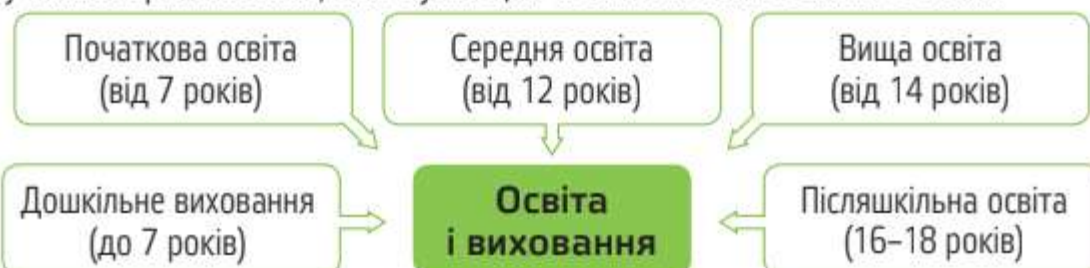 Початкова освіта
(від 7 років)
Середня освіта
(від 12 років)
Вища освіта
(від 14 років)
Дошкільне виховання
(до 7 років)
Освіта
і виховання
Післяшкільна освіта
(16–18 років)